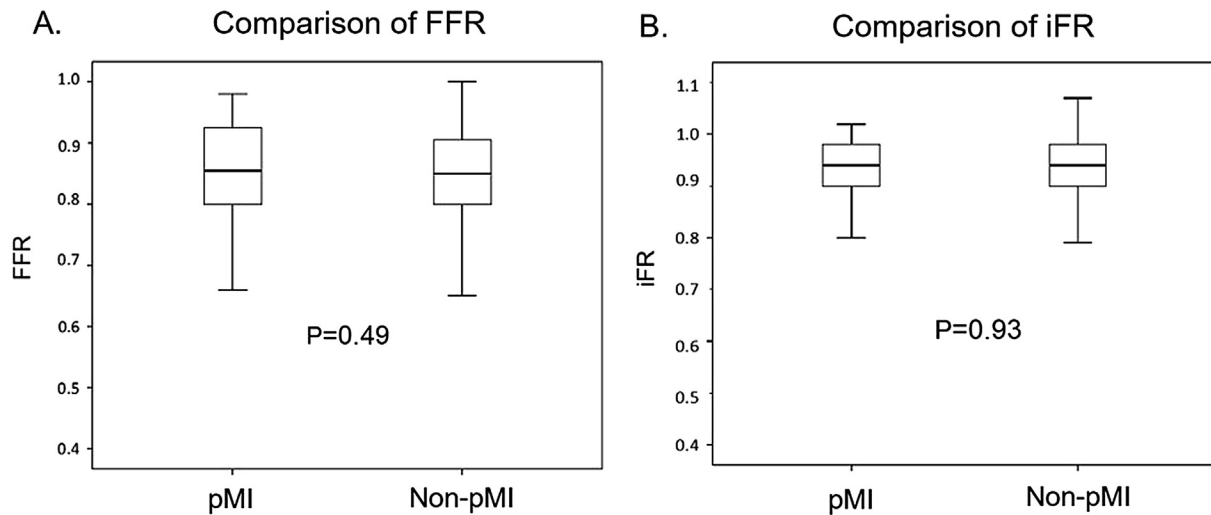 A.
Comparison of FFR
FFR
1.0
0.9
0.8
0.7
0.6
0.5
0.4
P=0.49
pMI
Non-pMI
B.
Comparison of iFR
iFR
1.1
1.0
0.9
0.8
0.7
0.6
0.5
0.4
P=0.93
pMI
Non-pMI